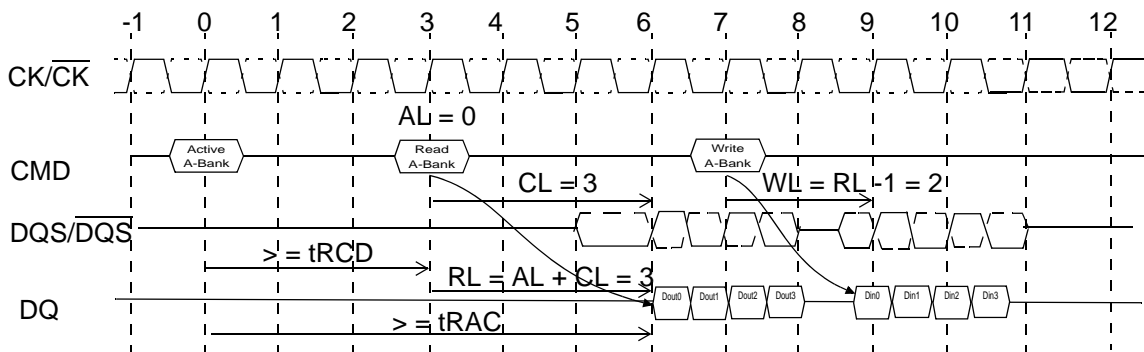 -1 0 1 2 3 4 5 6 7 8 9 10 11 12
CK/CK
AL = 0
Active
A-Bank
Read
A-Bank
Write
A-Bank
CMD
CL = 3
WL = RL -1 = 2
DQS/DQS
> = tRCD
RL = AL + CL = 3
DQ
Dout0 Dout1 Dout2 Dout3 Din0 Din1 Din2 Din3
> = tRAC